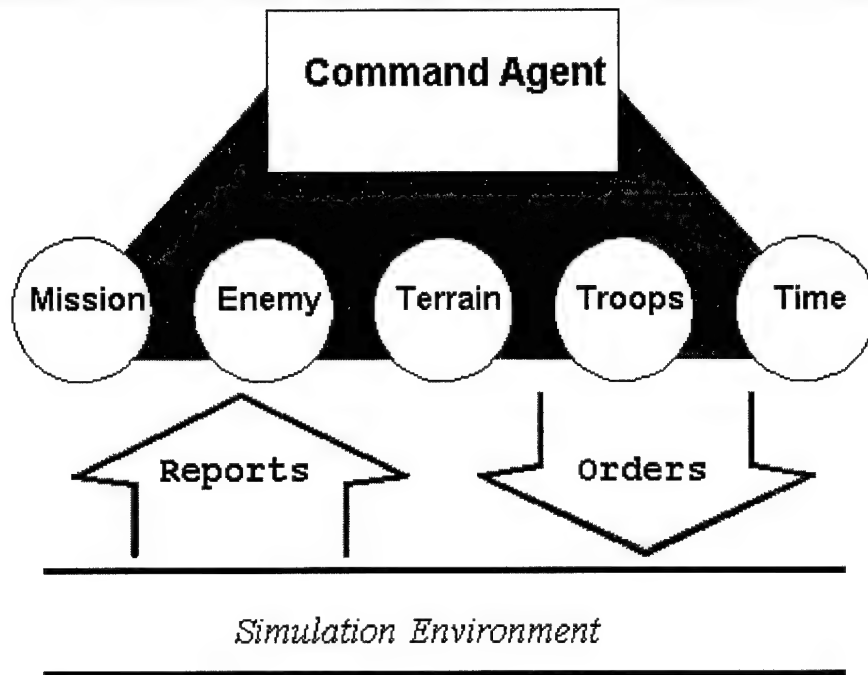 Command Agent
Mission Enemy Terrain Troops Time
Reports Orders
Simulation Environment